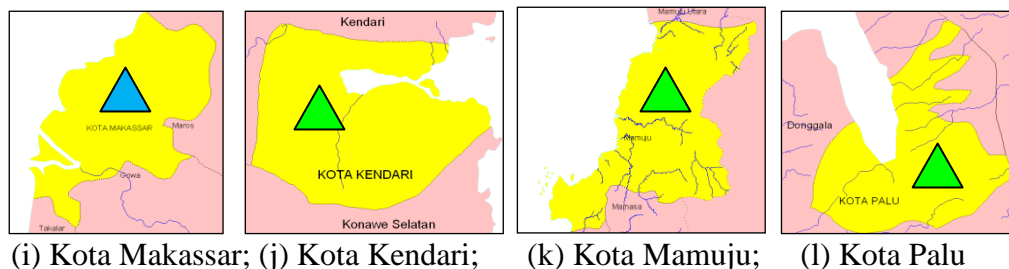 KOTA MAKASSAR
Maros
Gowa
Takalar
Kendari
KOTA KENDARI
Konawe Selatan
Mamuju Utara
Mamuju
Mamasa
Donggala
KOTA PALU
(i) Kota Makassar; (j) Kota Kendari; (k) Kota Mamuju; (l) Kota Palu